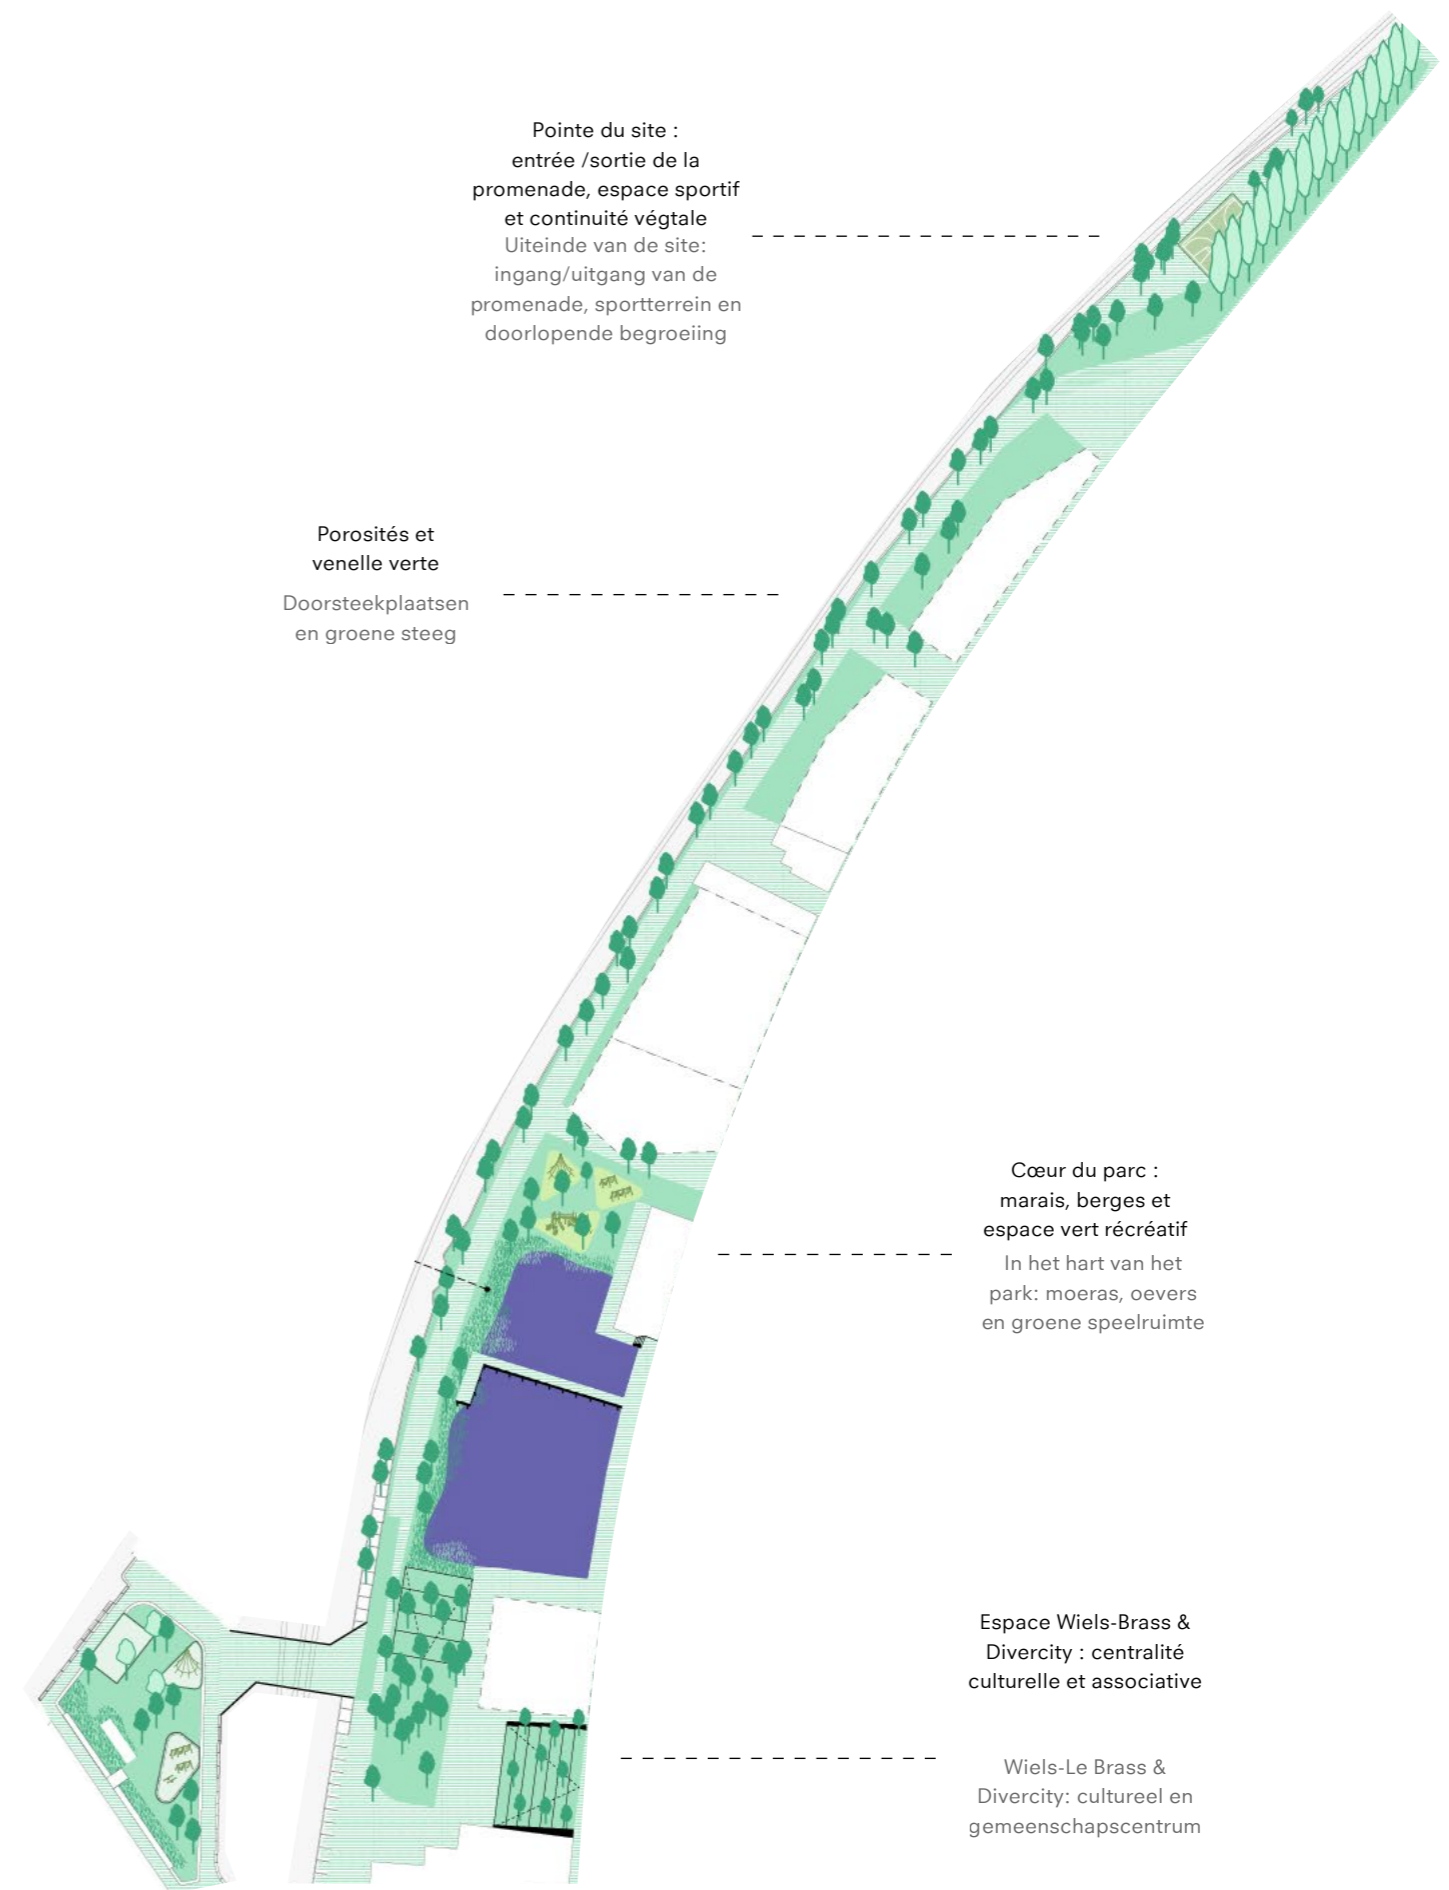 Pointe du site :
entrée /sortie de la
promenade, espace sportif
et continuité végtale
Uiteinde van de site:
ingang/uitgang van de
promenade, sportterrein en
doorlopende begroeiing
Porosités et
venelle verte
Doorsteekplaatsen
en groene steeg
Cœur du parc :
marais, berges et
espace vert récréatif
In het hart van het
park: moeras, oevers
en groene speelruimte
Espace Wiels-Brass &
Divercity : centralité
culturelle et associative
Wiels-Le Brass &
Divercity: cultureel en
gemeenschapscentrum